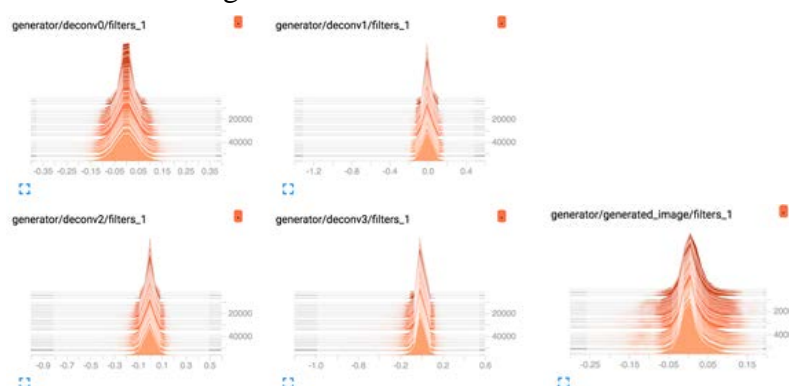 generator/deconv0/filters_1
generator/deconv1/filters_1
20000
40000
-0.35 -0.25 -0.15 -0.05 0.05 0.15 0.25 0.35
20000
40000
-1.2 -0.8 -0.4 0.0 0.4
generator/deconv2/filters_1
generator/deconv3/filters_1
generator/generated_image/filters_1
20000
40000
-0.9 -0.7 -0.5 -0.3 -0.1 0.1 0.3 0.5
20000
40000
-1.0 -0.6 -0.2 0.2 0.6
2000
4000
-0.25 -0.15 -0.05 0.05 0.15